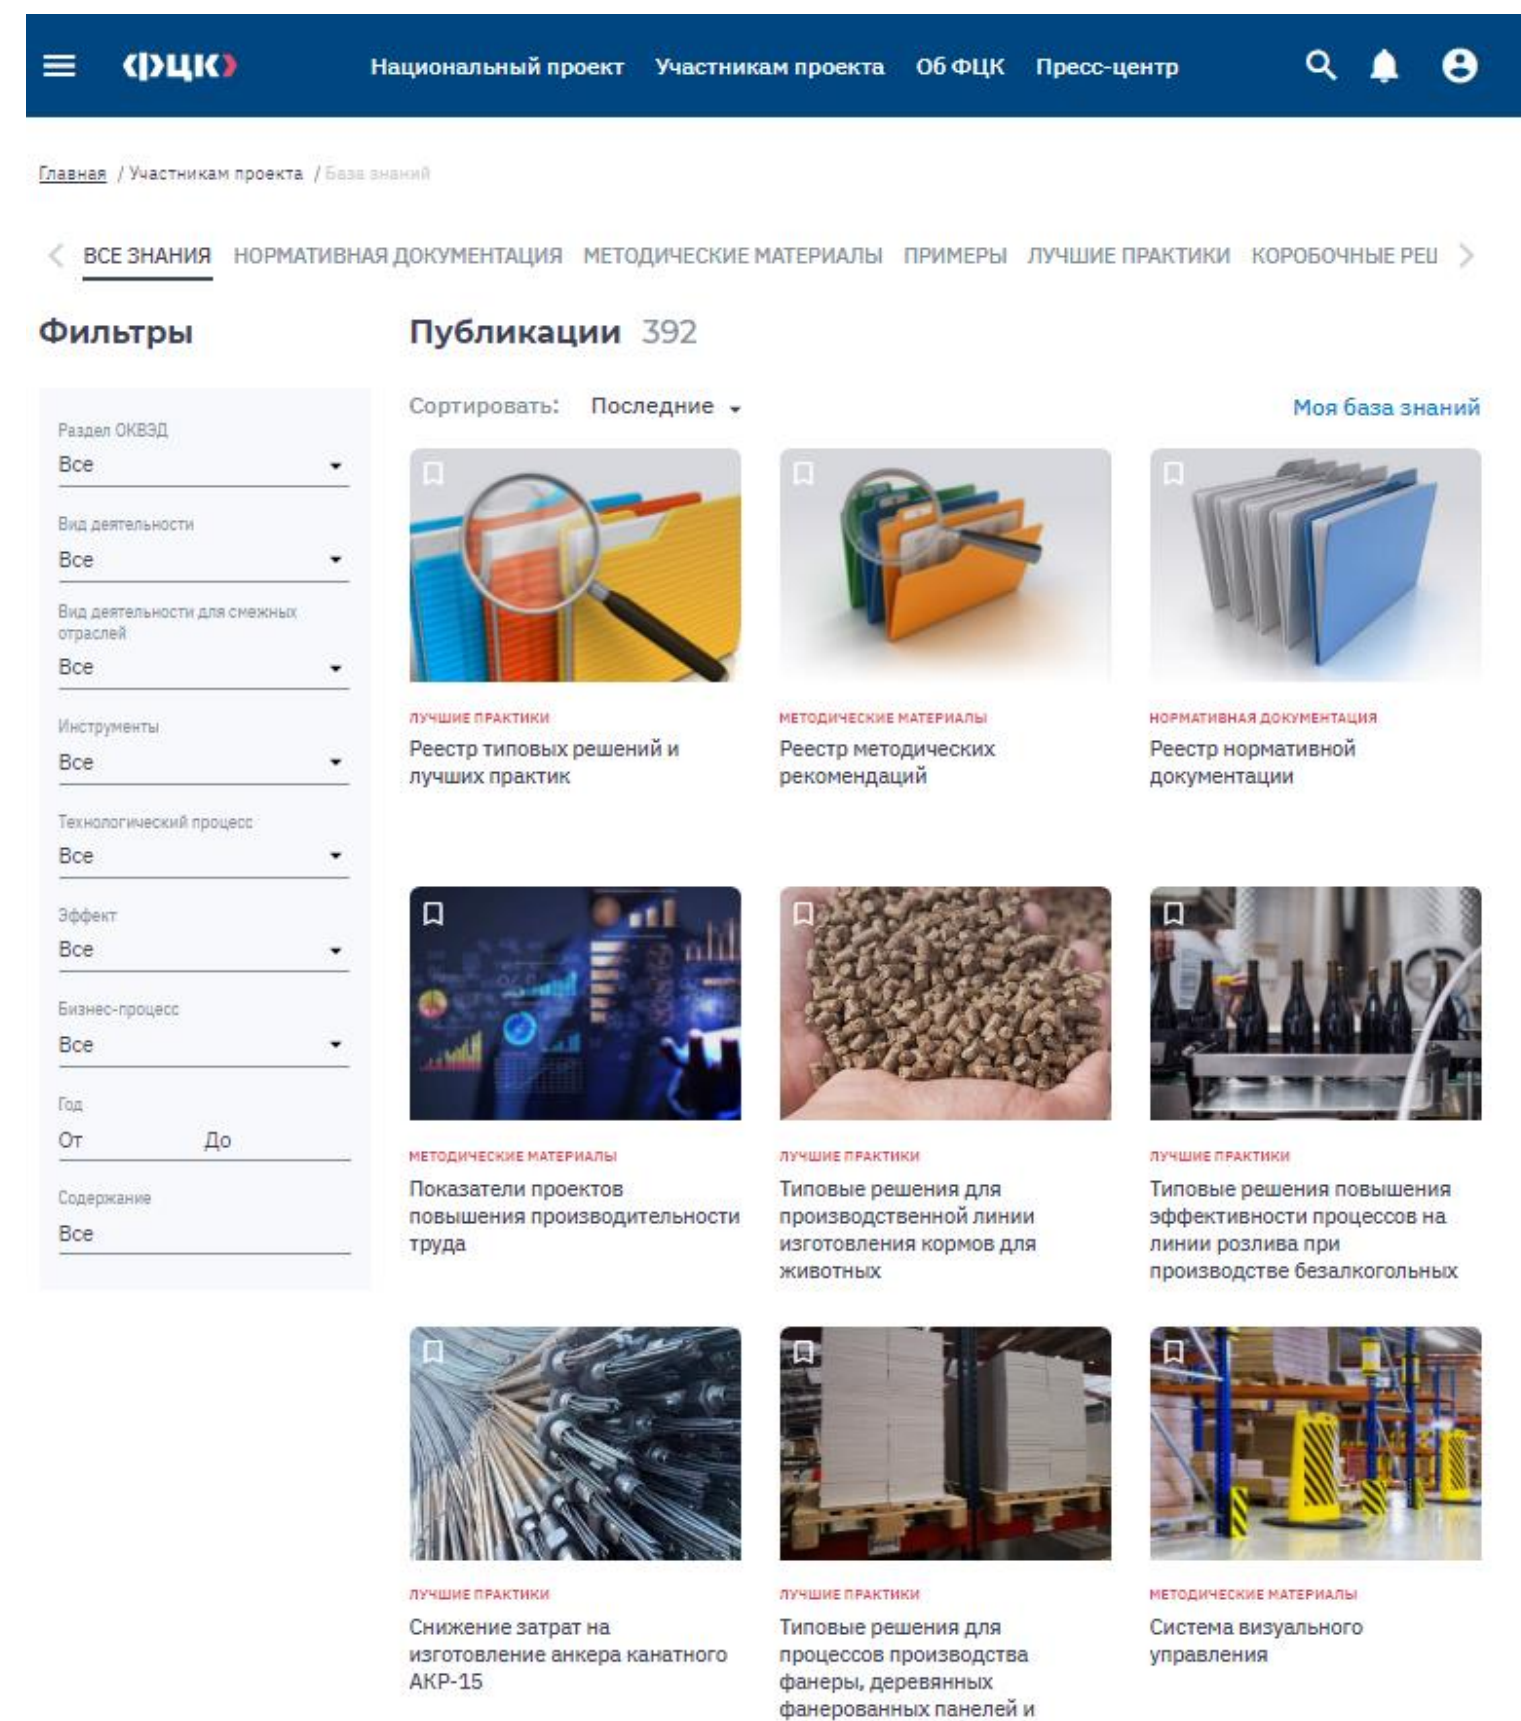 ФЦК
Национальный проект Участникам проекта Об ФЦК Пресс-центр
Главная / Участникам проекта / База знаний
ВСЕ ЗНАНИЯ НОРМАТИВНАЯ ДОКУМЕНТАЦИЯ МЕТОДИЧЕСКИЕ МАТЕРИАЛЫ ПРИМЕРЫ ЛУЧШИЕ ПРАКТИКИ КОРОБОЧНЫЕ РЕШ
Фильтры
Раздел ОКВЭД
Все
Вид деятельности
Все
Вид деятельности для смежных
отраслей
Все
Инструменты
Все
Технологический процесс
Все
Эффект
Все
Бизнес-процесс
Все
Год
От До
Содержание
Все
Публикации 392
Сортировать: Последние
Моя база знаний
ЛУЧШИЕ ПРАКТИКИ
Реестр типовых решений и
лучших практик
МЕТОДИЧЕСКИЕ МАТЕРИАЛЫ
Реестр методических
рекомендаций
НОРМАТИВНАЯ ДОКУМЕНТАЦИЯ
Реестр нормативной
документации
МЕТОДИЧЕСКИЕ МАТЕРИАЛЫ
Показатели проектов
повышения производительности
труда
ЛУЧШИЕ ПРАКТИКИ
Типовые решения для
производственной линии
изготовления кормов для
животных
ЛУЧШИЕ ПРАКТИКИ
Типовые решения повышения
эффективности процессов на
линии розлива при
производстве безалкогольных
ЛУЧШИЕ ПРАКТИКИ
Снижение затрат на
изготовление анкера канатного
АКР-15
ЛУЧШИЕ ПРАКТИКИ
Типовые решения для
процессов производства
фанеры, деревянных
фанерованных панелей и
МЕТОДИЧЕСКИЕ МАТЕРИАЛЫ
Система визуального
управления